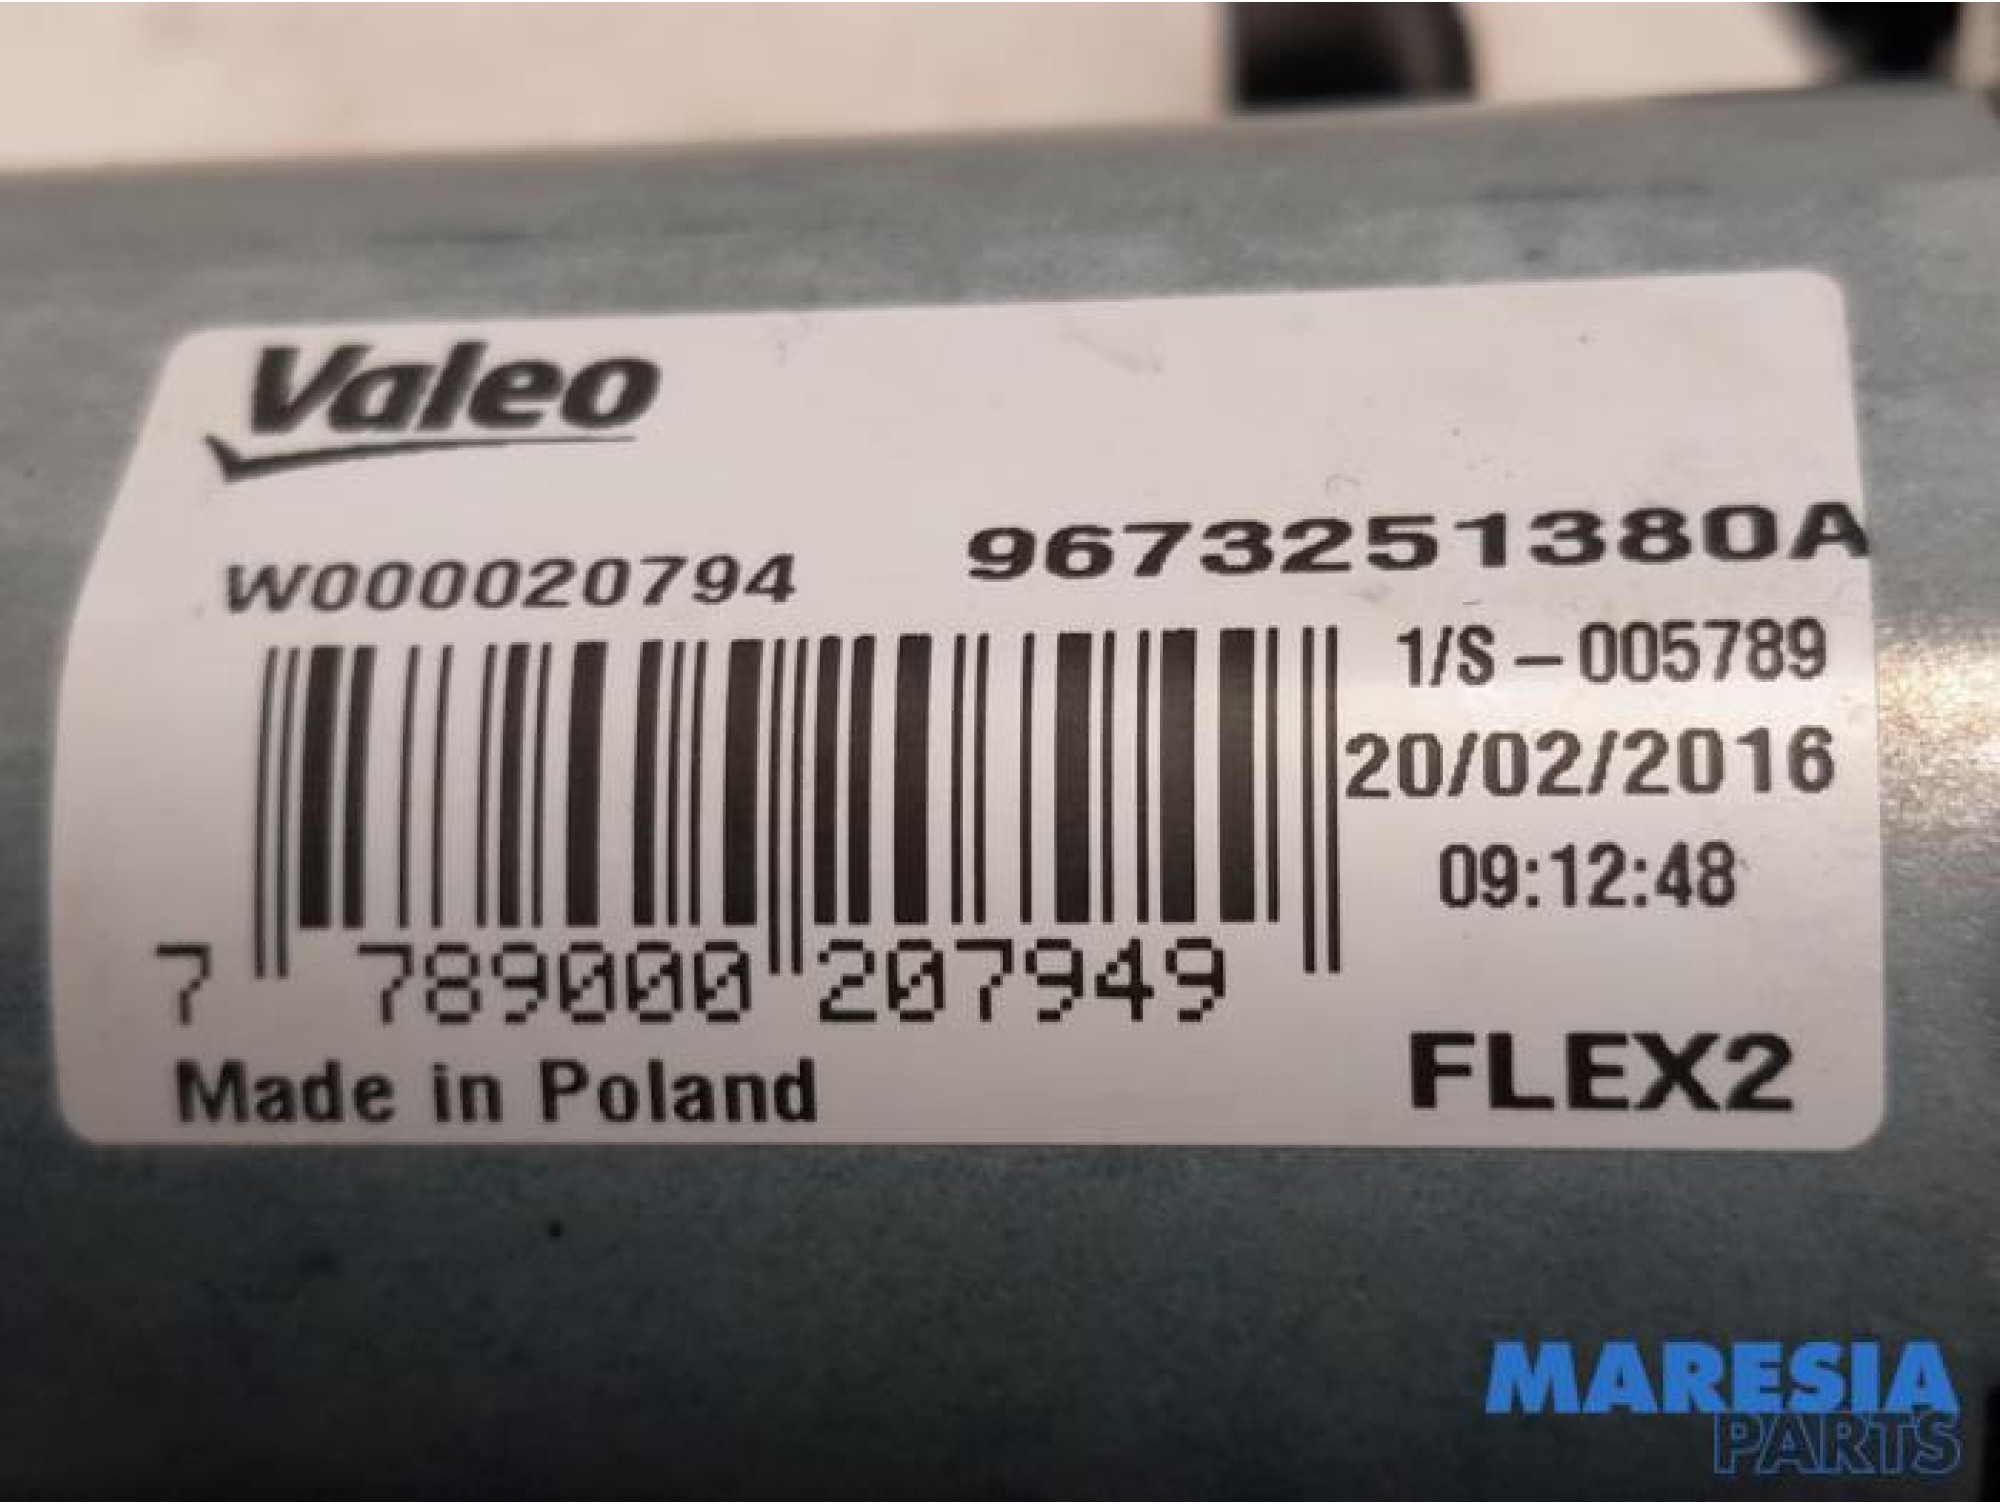 Valeo
W000020794 9673251380A
1/S – 005789
20/02/2016
09:12:48
7 789000 207949
Made in Poland FLEX2
MARESIA
PARTS